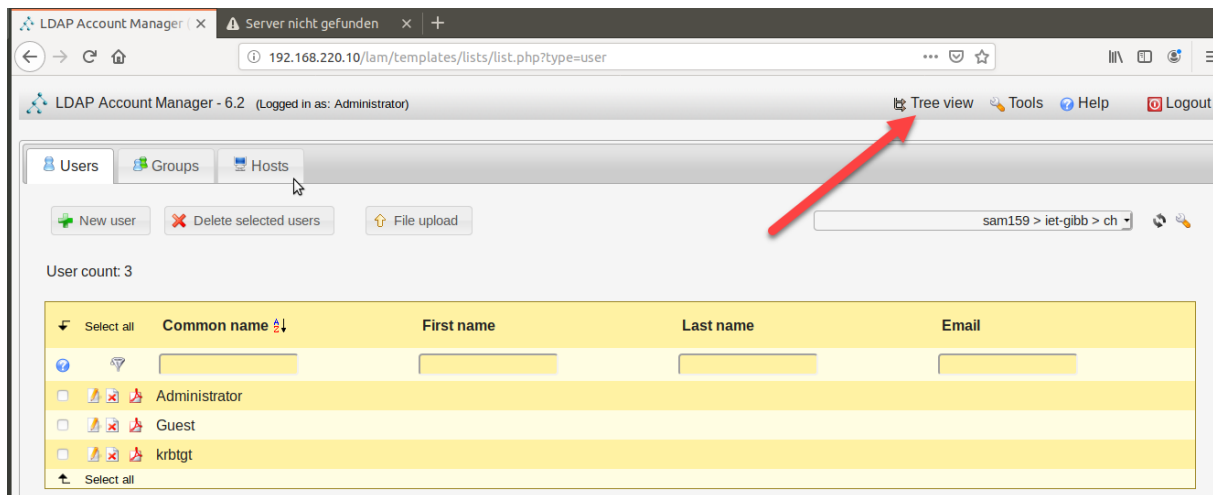 LDAP Account Manager (
Server nicht gefunden
192.168.220.10/lam/templates/lists/list.php?type=user
LDAP Account Manager - 6.2 (Logged in as: Administrator)
Tree view Tools Help Logout
Users Groups Hosts
New user Delete selected users File upload sam159 > iet-gibb > ch
User count: 3
Select all Common name First name Last name Email
Administrator
Guest
krbtgt
Select all